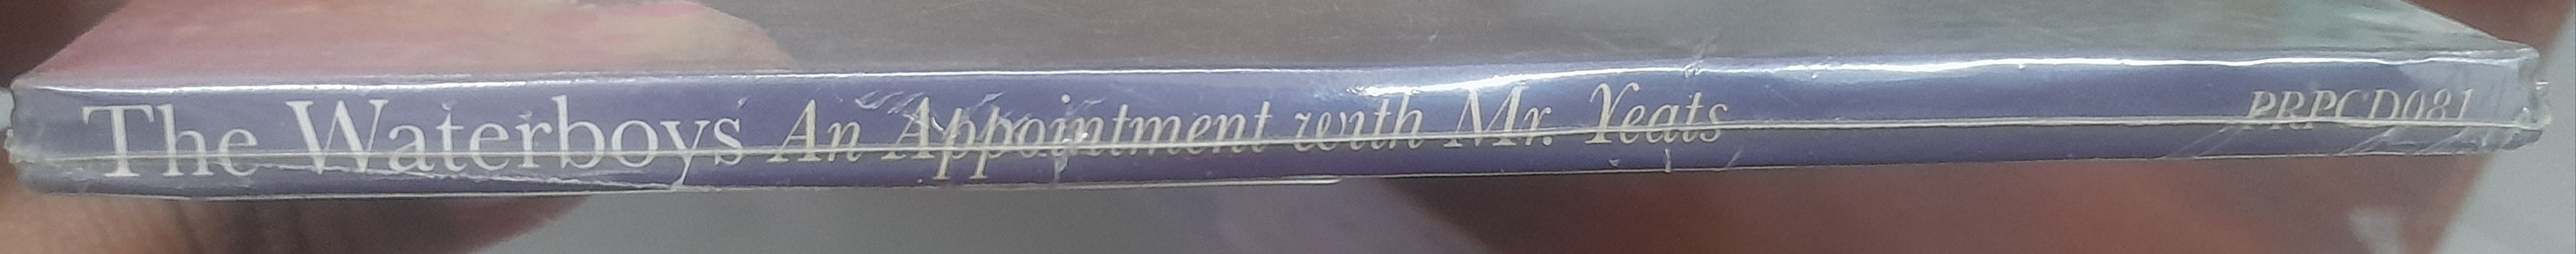 The Waterboys An Appointment with Mr. Yeats PRPCD081